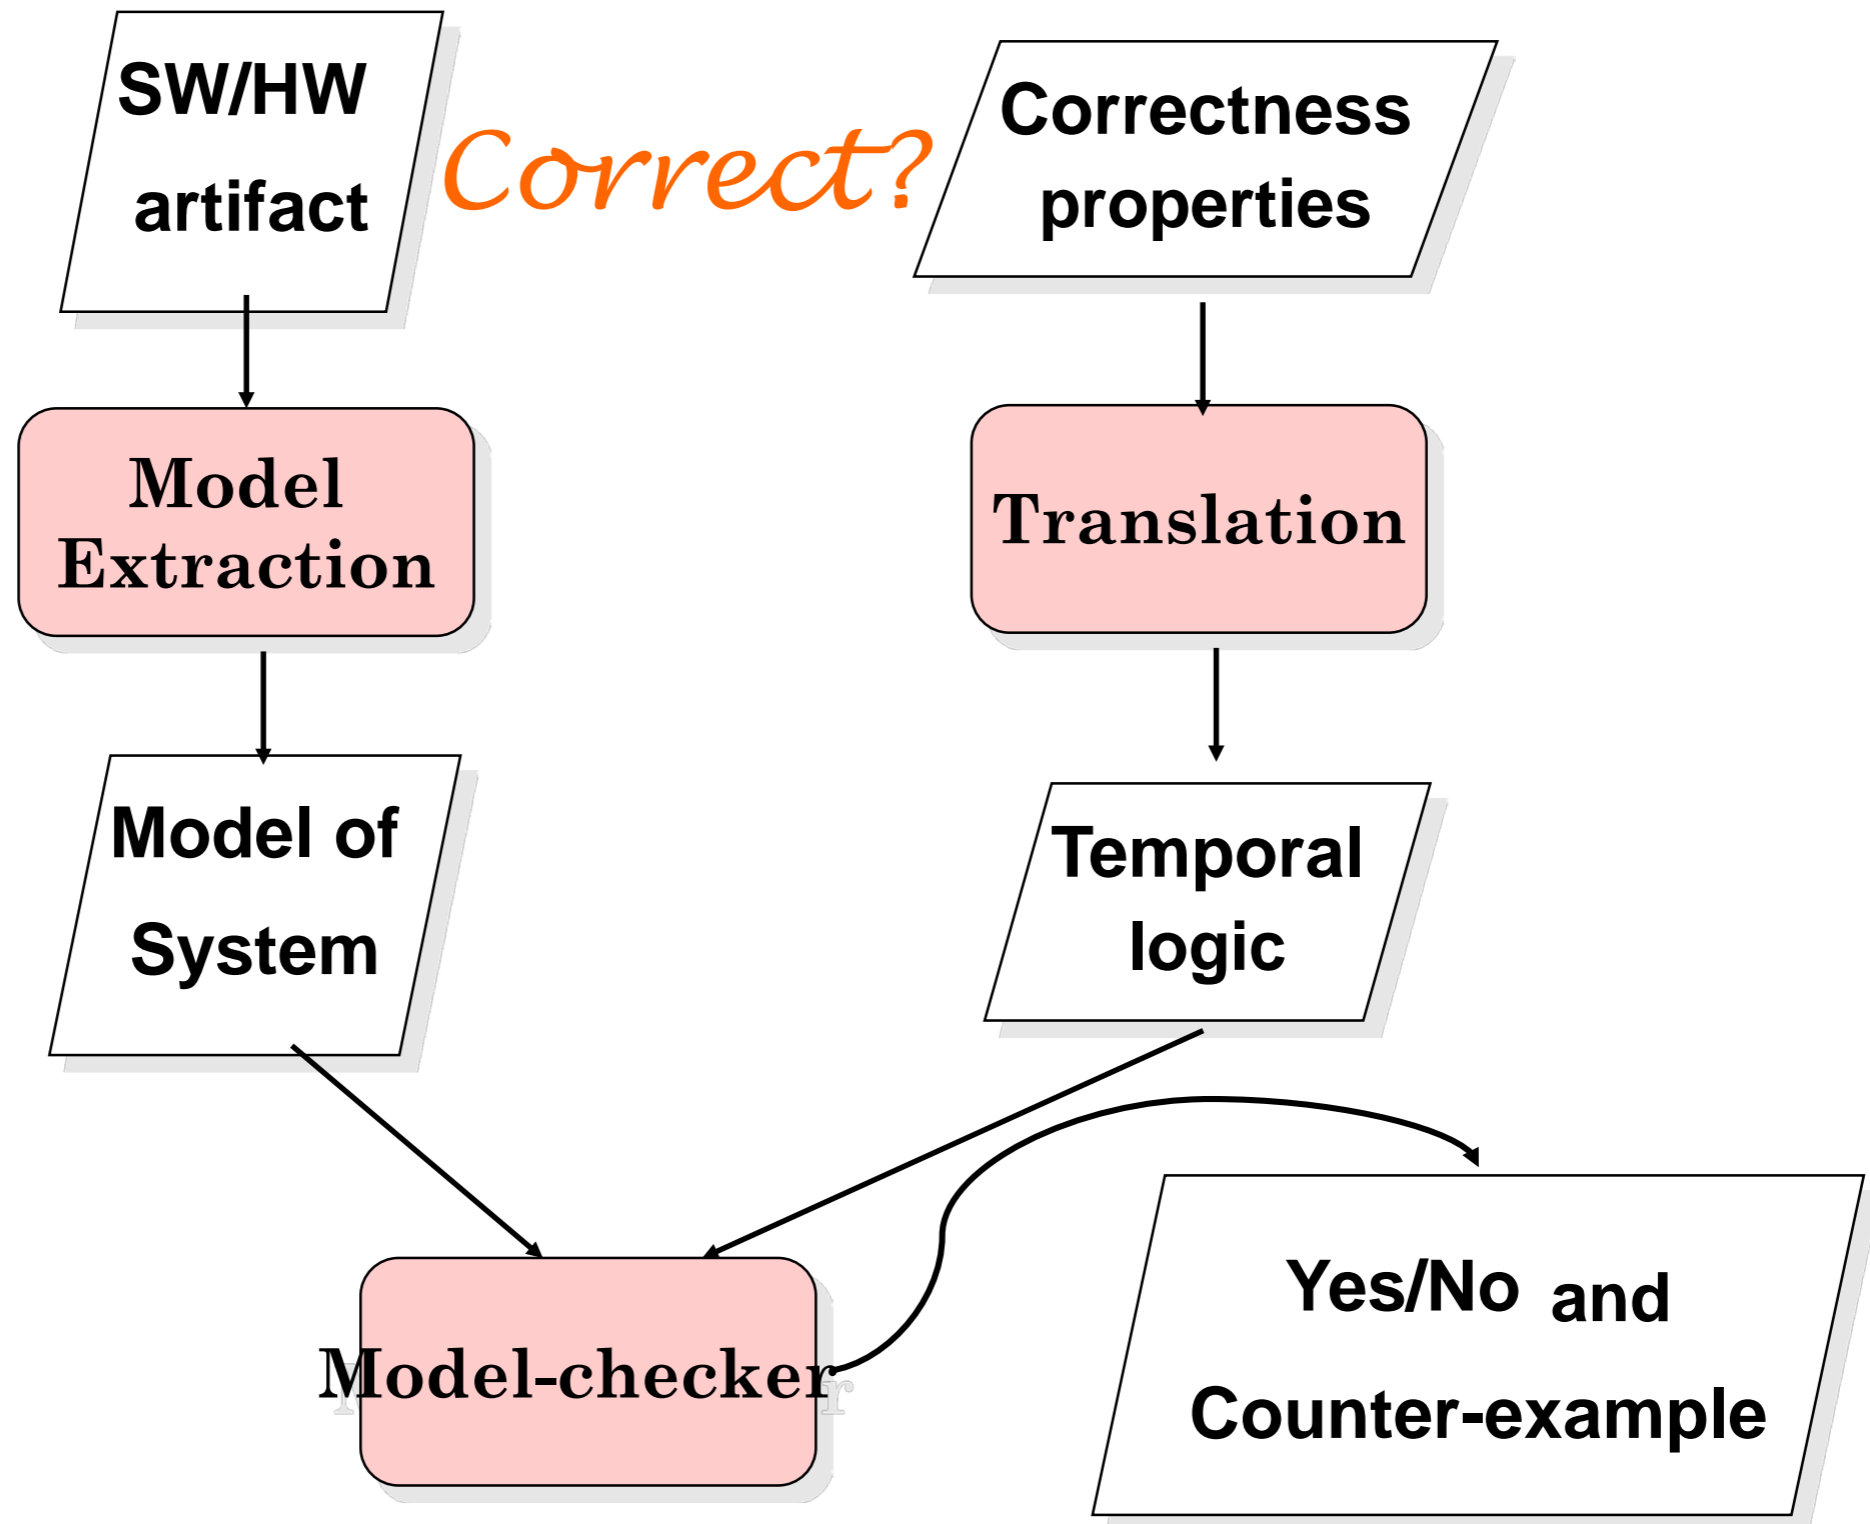 SW/HW
artifact
Correct?
Correctness
properties
Model
Extraction
Translation
Model of
System
Temporal
logic
Model-checker
Yes/No and
Counter-example